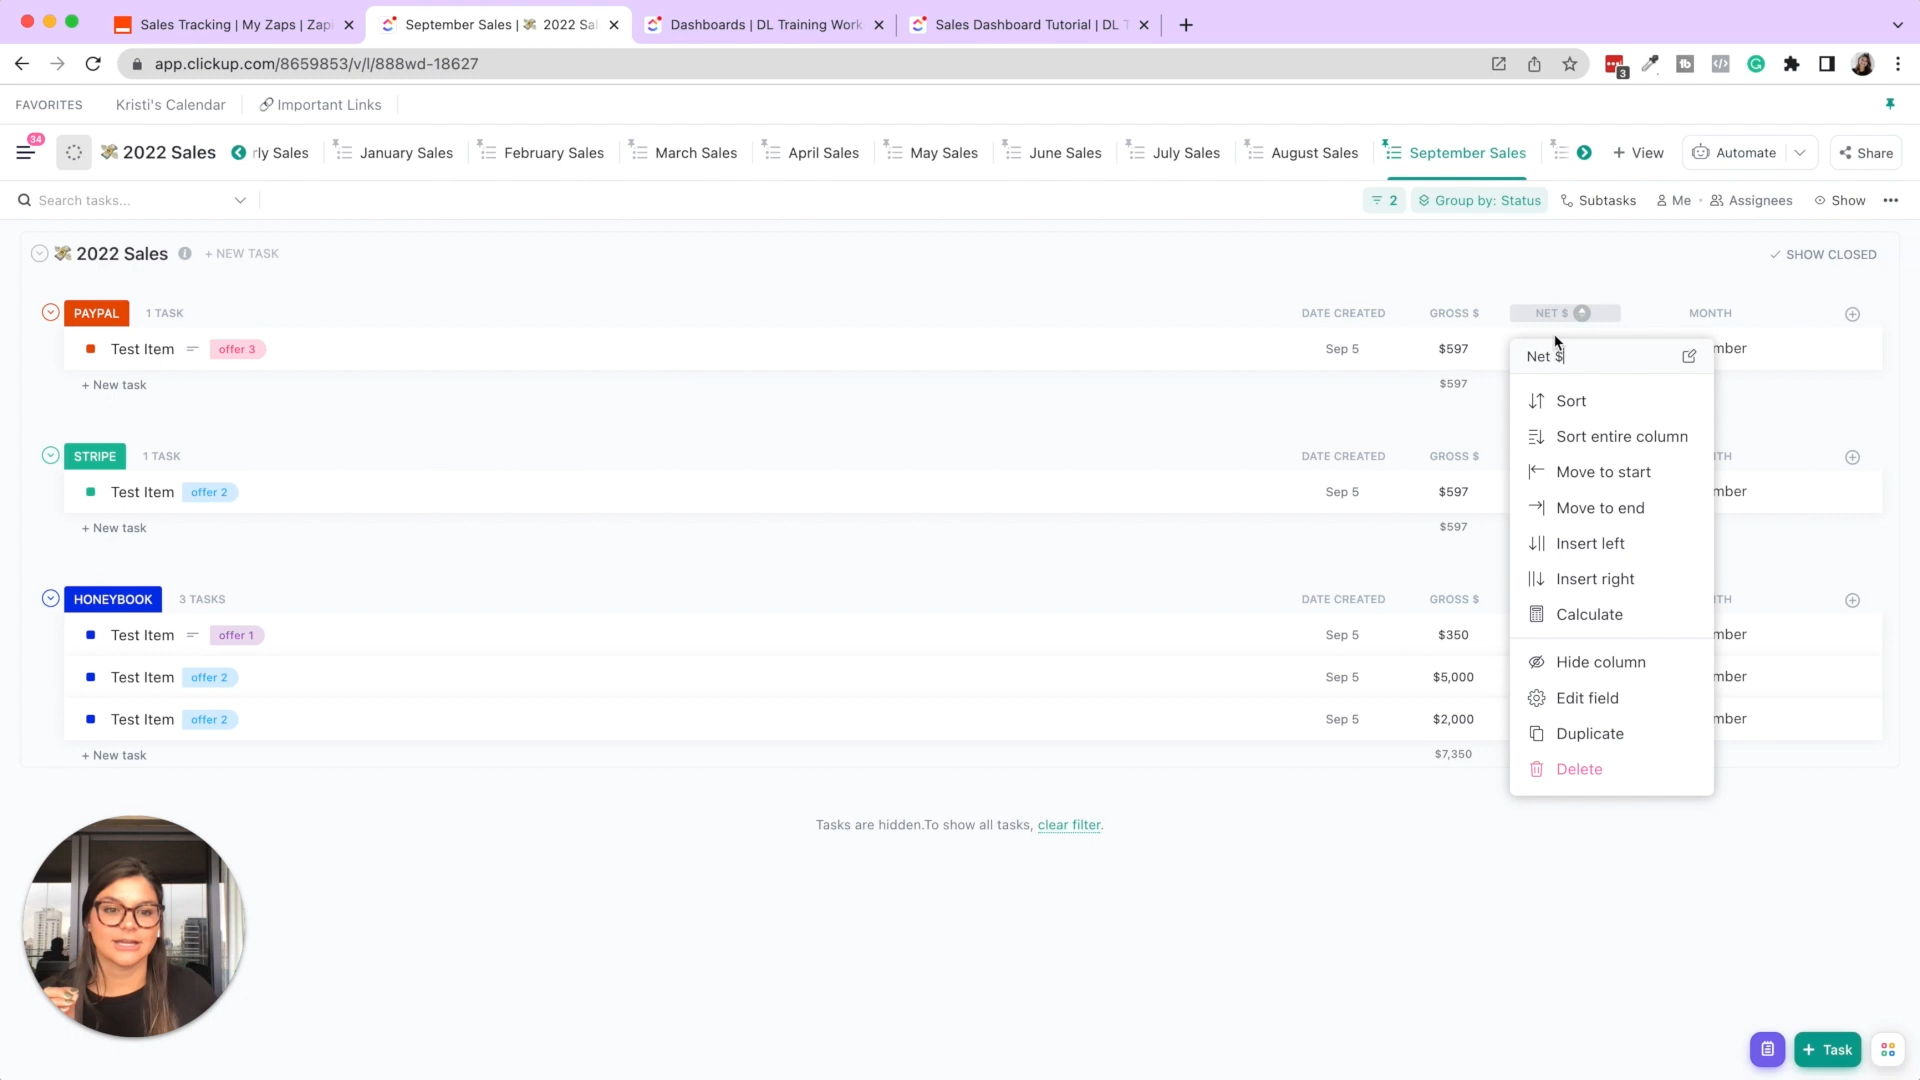 Sales Tracking | My Zaps | Zapi
September Sales | 💸 2022 Sal
Dashboards | DL Training Work
Sales Dashboard Tutorial | DL T
app.clickup.com/8659853/v/l/888wd-18627
3
FAVORITES
Kristi's Calendar
Important Links
34
💸 2022 Sales
rly Sales
January Sales
February Sales
March Sales
April Sales
May Sales
June Sales
July Sales
August Sales
September Sales
+ View
Automate
Share
Search tasks...
2
Group by: Status
Subtasks
Me
Assignees
Show
💸 2022 Sales
+ NEW TASK
SHOW CLOSED
PAYPAL
1 TASK
DATE CREATED
GROSS $
NET $
MONTH
Test Item
offer 3
Sep 5
$597
mber
+ New task
$597
Net $
Sort
Sort entire column
Move to start
Move to end
Insert left
Insert right
Calculate
Hide column
Edit field
Duplicate
Delete
STRIPE
1 TASK
DATE CREATED
GROSS $
TH
Test Item
offer 2
Sep 5
$597
mber
+ New task
$597
HONEYBOOK
3 TASKS
DATE CREATED
GROSS $
TH
Test Item
offer 1
Sep 5
$350
mber
Test Item
offer 2
Sep 5
$5,000
mber
Test Item
offer 2
Sep 5
$2,000
mber
+ New task
$7,350
Tasks are hidden.To show all tasks, clear filter.
+ Task